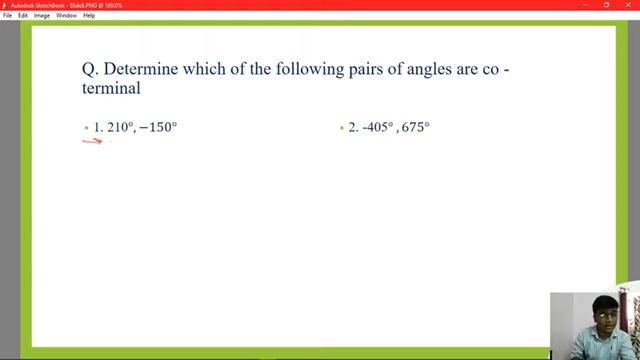 Autodesk SketchBook - Slide8.PNG @ 100.0%
File Edit Image Window Help
Q. Determine which of the following pairs of angles are co -
terminal
• 1. 210°, −150°
• 2. -405° , 675°